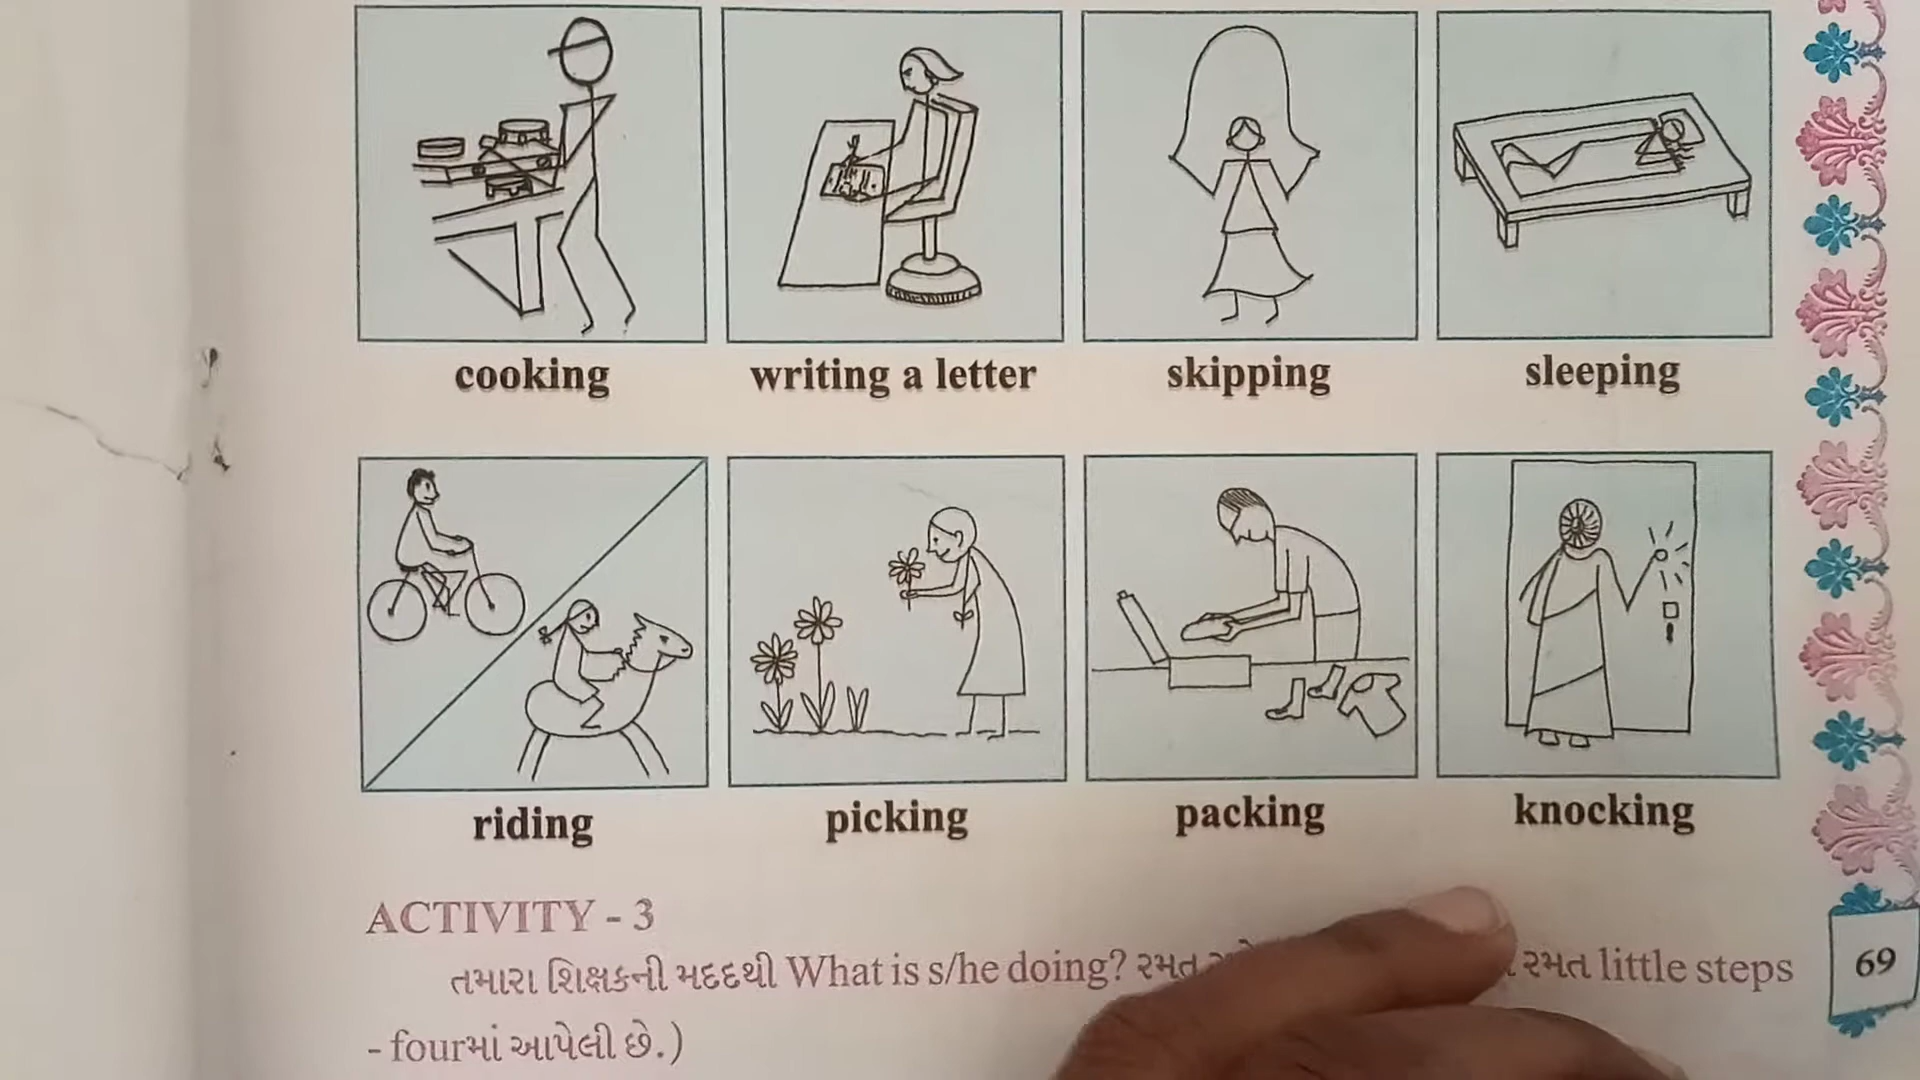 cooking writing a letter skipping sleeping
riding picking packing knocking
ACTIVITY - 3
તમારા શિક્ષકની મદદથી What is s/he doing? રમત રમત little steps
- fourમાં આપેલી છે.)
69